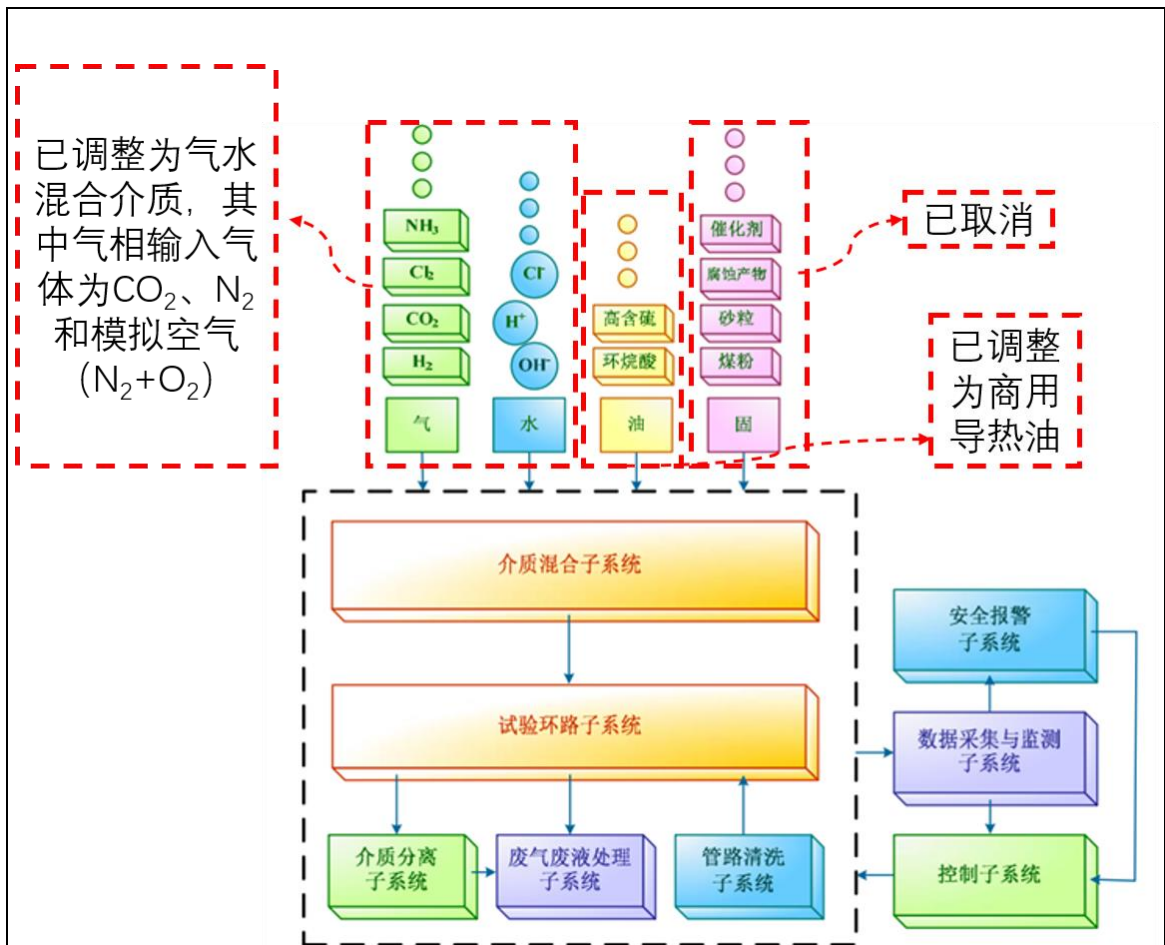 已调整为气水
混合介质，其
中气相输入气
体为CO₂、N₂
和模拟空气
（N₂+O₂）
NH₃
Cl₂
CO₂
H₂
气
Cl⁻
H⁺
OH⁻
水
高含硫
环烷酸
油
催化剂
腐蚀产物
砂粒
煤粉
固
已取消
已调整
为商用
导热油
介质混合子系统
试验环路子系统
介质分离
子系统
废气废液处理
子系统
管路清洗
子系统
安全报警
子系统
数据采集与监测
子系统
控制子系统